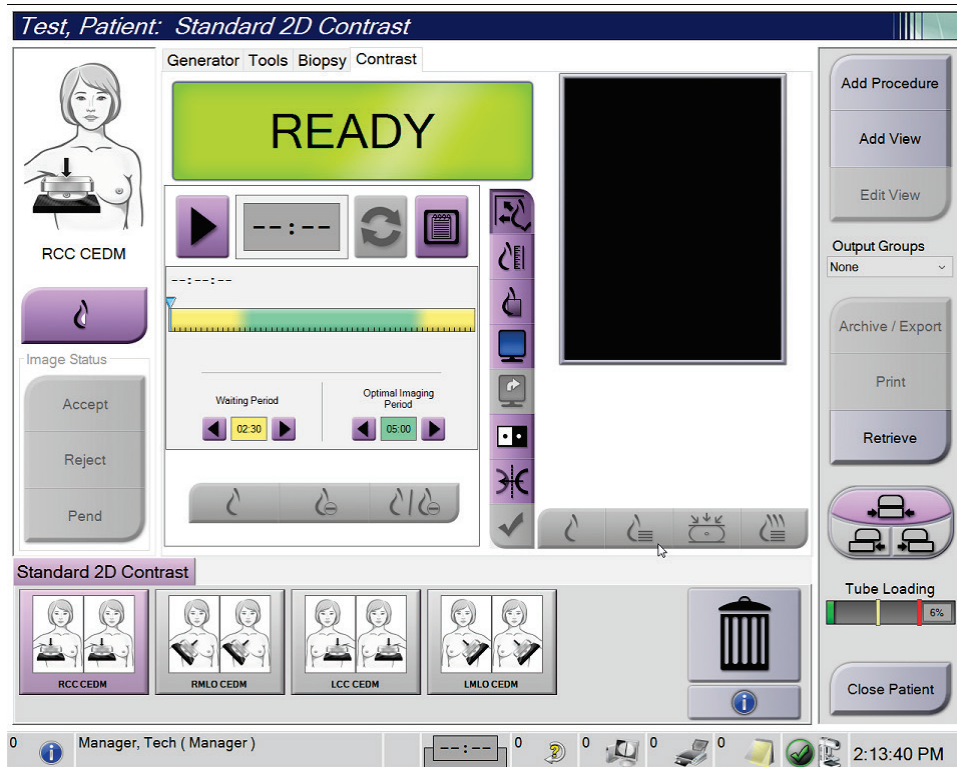 Test, Patient: Standard 2D Contrast
Generator Tools Biopsy Contrast
READY
RCC CEDM
--:--
--:--:--
Waiting Period
02:30
Optimal Imaging
Period
05:00
Image Status
Accept
Reject
Pend
Add Procedure
Add View
Edit View
Output Groups
None
Archive / Export
Print
Retrieve
Tube Loading
6%
Close Patient
Standard 2D Contrast
RCC CEDM
RMLO CEDM
LCC CEDM
LMLO CEDM
0
Manager, Tech ( Manager )
--:--
0
0
0
0
2:13:40 PM